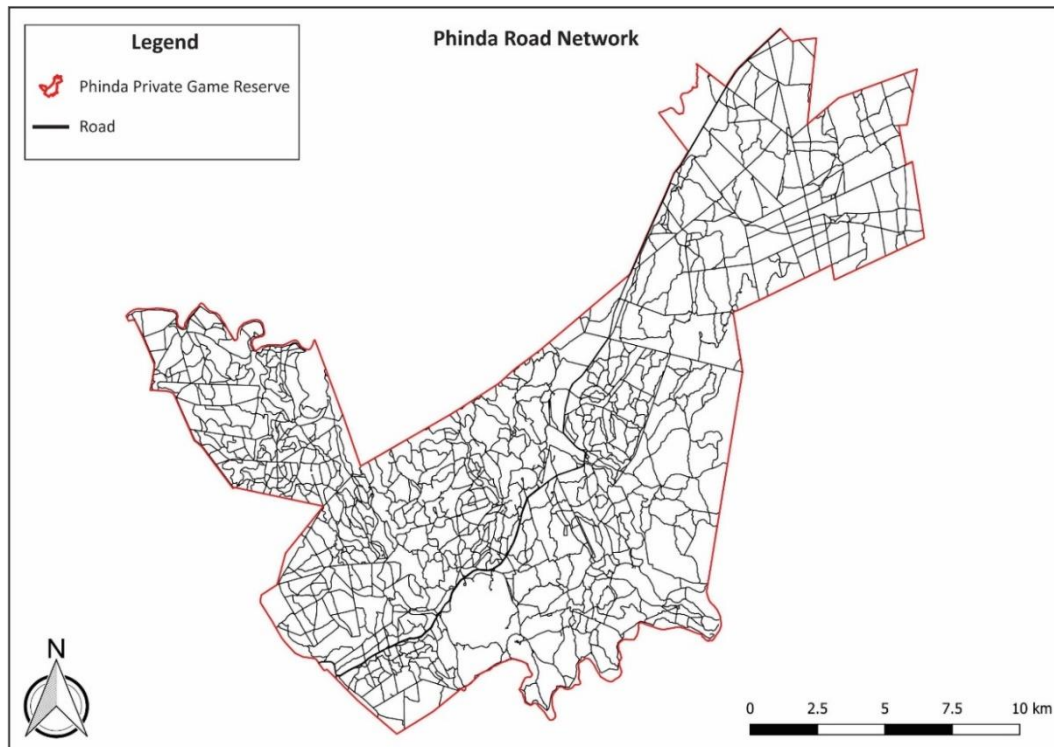 Legend
Phinda Private Game Reserve
Road
Phinda Road Network
N
0 2.5 5 7.5 10 km